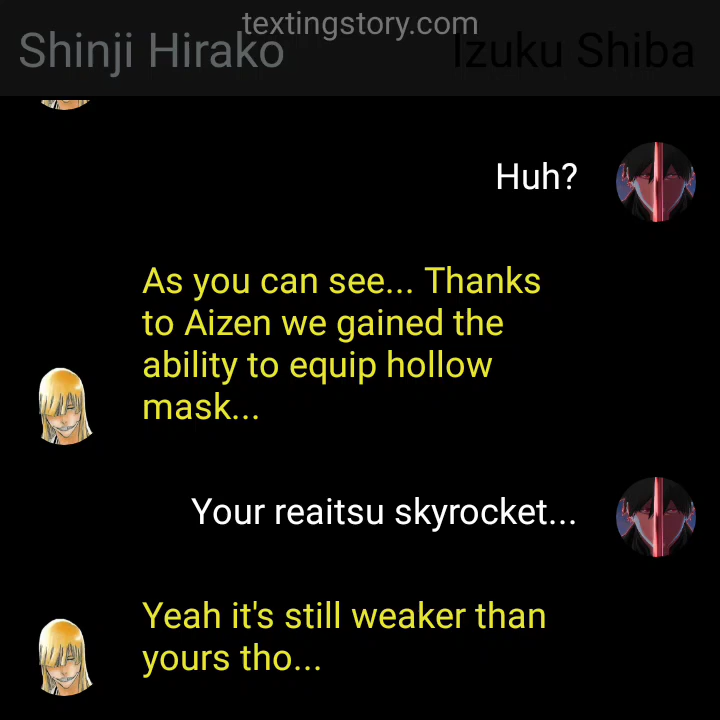 textingstory.com
Shinji Hirako
Izuku Shiba
Huh?
As you can see... Thanks
to Aizen we gained the
ability to equip hollow
mask...
Your reaitsu skyrocket...
Yeah it's still weaker than
yours tho...